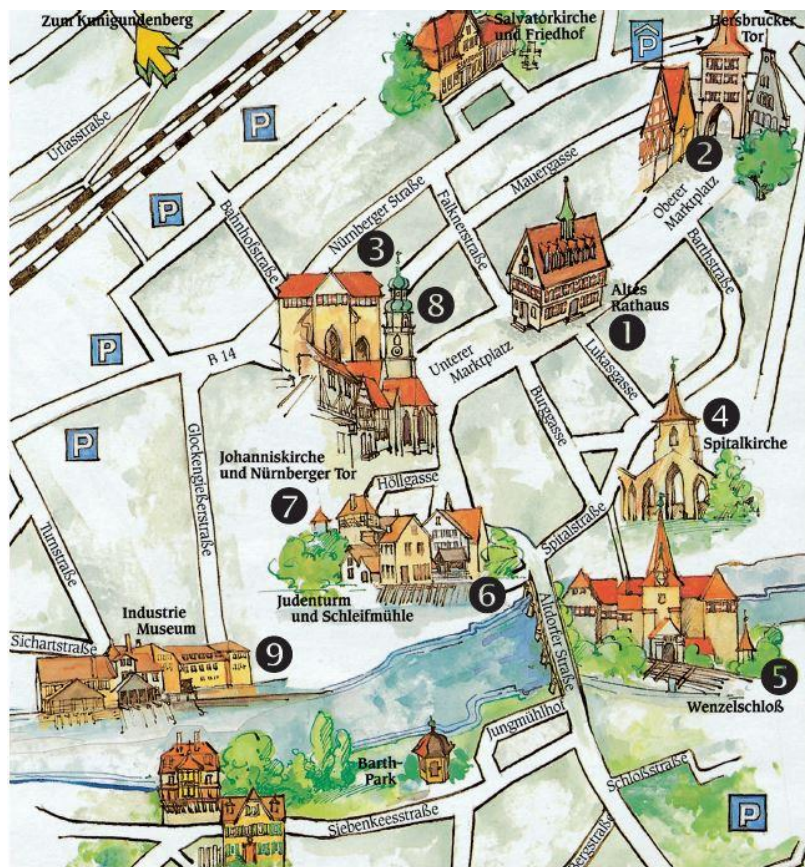 Zum Kunigundenberg
Salvatorkirche
und Friedhof
Hersbrucker
Tor
P
P
Urlasstraße
P
2
Mauergasse
Oberer
Marktplatz
Nürnberger Straße
Falknerstraße
Bahnhofstraße
Barthstraße
3
8
Altes
Rathaus
1
P
B 14
Unterer
Marktplatz
Lukasgasse
Burggasse
4
Spitalkirche
P
Glockengießerstraße
Johanniskirche
und Nürnberger Tor
Höllgasse
7
Turnstraße
Spitalstraße
6
Judenturm
und Schleifmühle
Altdorfer Straße
Industrie
Museum
Sichartstraße
9
5
Wenzelschloß
Jungmühlhof
Barth-
Park
Schloßstraße
P
Siebenkeesstraße